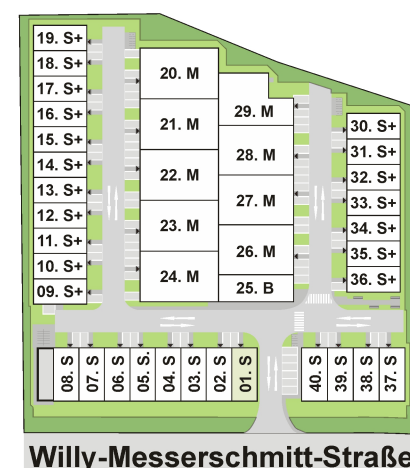 19. S+
18. S+
17. S+
16. S+
15. S+
14. S+
13. S+
12. S+
11. S+
10. S+
09. S+
20. M
21. M
22. M
23. M
24. M
29. M
28. M
27. M
26. M
25. B
30. S+
31. S+
32. S+
33. S+
34. S+
35. S+
36. S+
08. S
07. S
06. S
05. S.
04. S
03. S
02. S
01. S
40. S
39. S
38. S
37. S
Willy-Messerschmitt-Straße